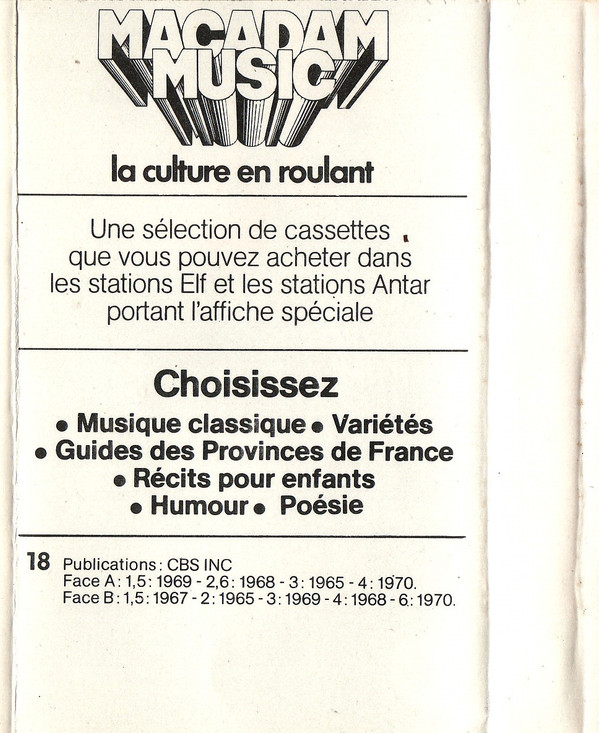 MACADAM
MUSIC
la culture en roulant
Une sélection de cassettes
que vous pouvez acheter dans
les stations Elf et les stations Antar
portant l'affiche spéciale
Choisissez
• Musique classique • Variétés
• Guides des Provinces de France
• Récits pour enfants
• Humour • Poésie
18 Publications : CBS INC
Face A : 1,5 : 1969 - 2,6 : 1968 - 3 : 1965 - 4 : 1970.
Face B : 1,5 : 1967 - 2 : 1965 - 3 : 1969 - 4 : 1968 - 6 : 1970.